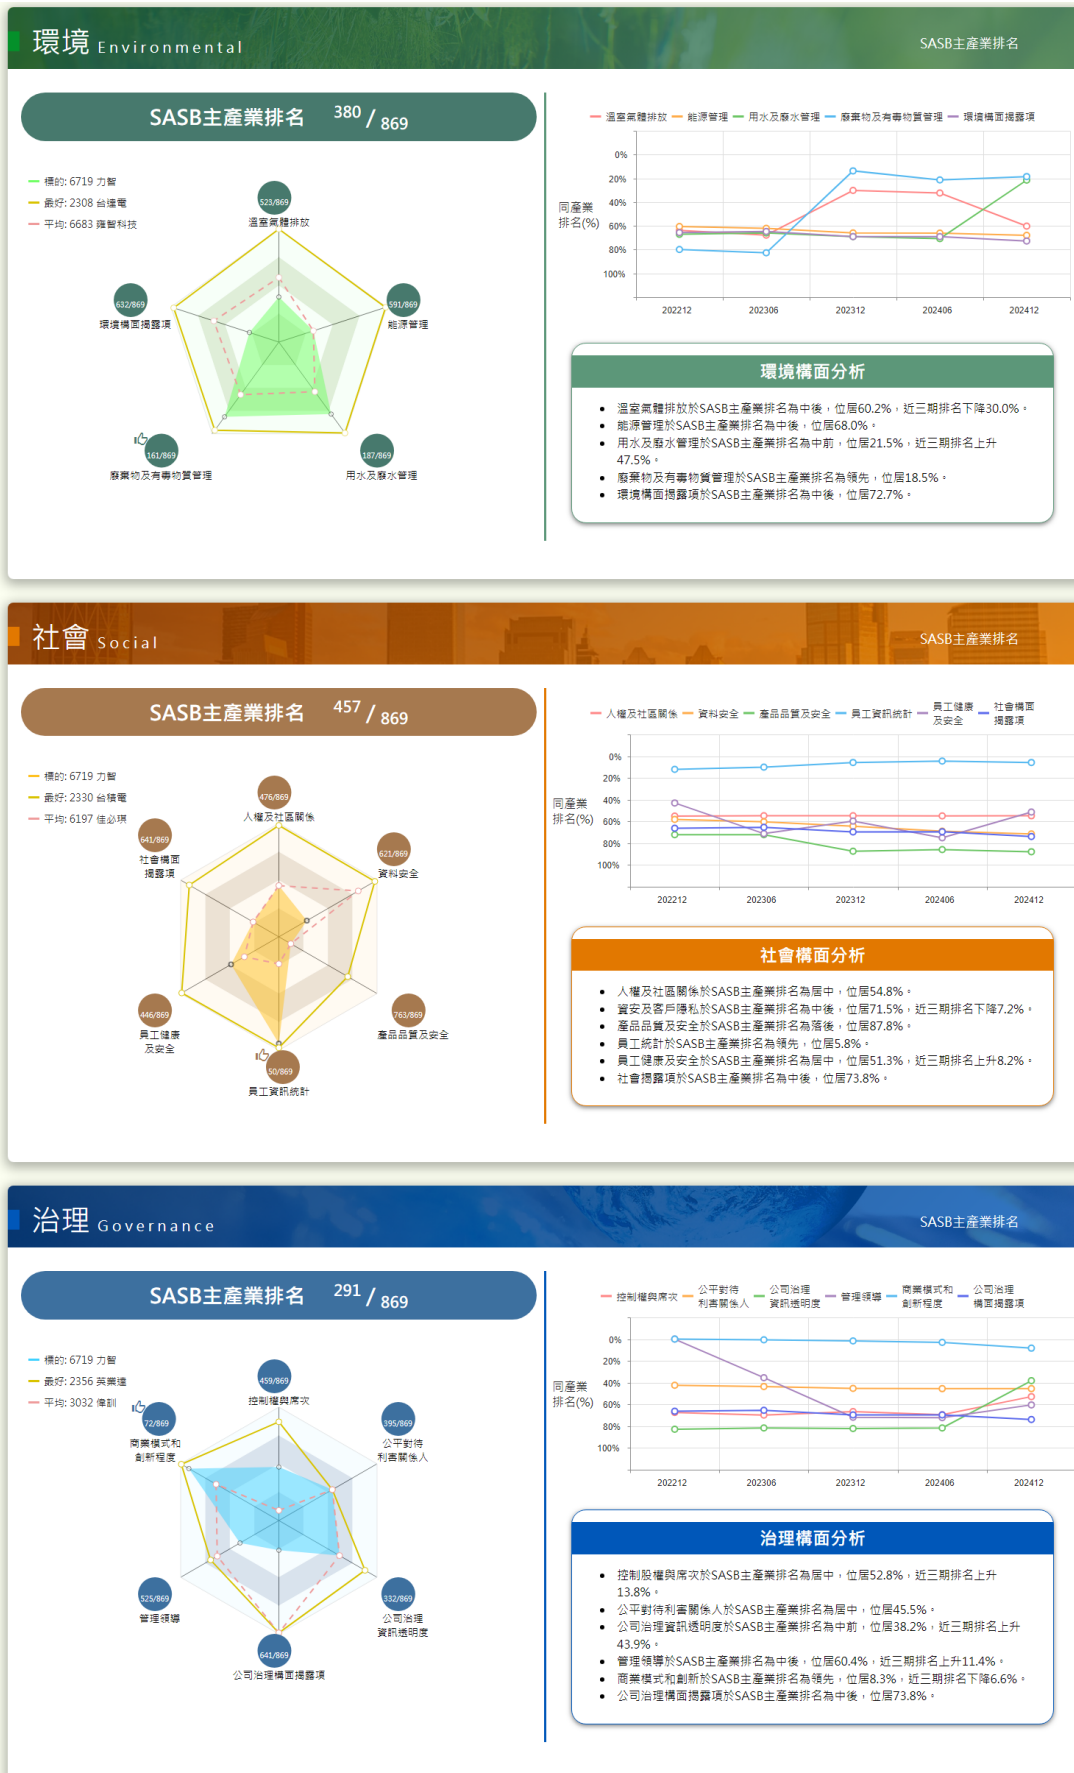 環境 Environmental
SASB主產業排名
SASB主產業排名 380 / 869
標的: 6719 力智
最好: 2308 台達電
平均: 6683 雍智科技
523/869
溫室氣體排放
591/869
能源管理
187/869
用水及廢水管理
161/869
廢棄物及有毒物質管理
632/869
環境構面揭露項
溫室氣體排放 能源管理 用水及廢水管理 廢棄物及有毒物質管理 環境構面揭露項
同產業
排名(%)
0%
20%
40%
60%
80%
100%
202212 202306 202312 202406 202412
環境構面分析
溫室氣體排放於SASB主產業排名為中後，位居60.2%，近三期排名下降30.0%。
能源管理於SASB主產業排名為中後，位居68.0%。
用水及廢水管理於SASB主產業排名為中前，位居21.5%，近三期排名上升
47.5%。
廢棄物及有毒物質管理於SASB主產業排名為領先，位居18.5%。
環境構面揭露項於SASB主產業排名為中後，位居72.7%。
社會 Social
SASB主產業排名
SASB主產業排名 457 / 869
標的: 6719 力智
最好: 2330 台積電
平均: 6197 佳必琪
476/869
人權及社區關係
621/869
資料安全
763/869
產品品質及安全
50/869
員工資訊統計
446/869
員工健康
及安全
641/869
社會構面
揭露項
人權及社區關係 資料安全 產品品質及安全 員工資訊統計 員工健康
及安全 社會構面
揭露項
同產業
排名(%)
0%
20%
40%
60%
80%
100%
202212 202306 202312 202406 202412
社會構面分析
人權及社區關係於SASB主產業排名為居中，位居54.8%。
資安及客戶隱私於SASB主產業排名為中後，位居71.5%，近三期排名下降7.2%。
產品品質及安全於SASB主產業排名為落後，位居87.8%。
員工統計於SASB主產業排名為領先，位居5.8%。
員工健康及安全於SASB主產業排名為居中，位居51.3%，近三期排名上升8.2%。
社會揭露項於SASB主產業排名為中後，位居73.8%。
治理 Governance
SASB主產業排名
SASB主產業排名 291 / 869
標的: 6719 力智
最好: 2356 英業達
平均: 3032 偉訓
459/869
控制權與席次
395/869
公平對待
利害關係人
332/869
公司治理
資訊透明度
641/869
公司治理構面揭露項
525/869
管理領導
72/869
商業模式和
創新程度
控制權與席次 公平對待
利害關係人 公司治理
資訊透明度 管理領導 商業模式和
創新程度 公司治理
構面揭露項
同產業
排名(%)
0%
20%
40%
60%
80%
100%
202212 202306 202312 202406 202412
治理構面分析
控制股權與席次於SASB主產業排名為居中，位居52.8%，近三期排名上升
13.8%。
公平對待利害關係人於SASB主產業排名為居中，位居45.5%。
公司治理資訊透明度於SASB主產業排名為中前，位居38.2%，近三期排名上升
43.9%。
管理領導於SASB主產業排名為中後，位居60.4%，近三期排名上升11.4%。
商業模式和創新於SASB主產業排名為領先，位居8.3%，近三期排名下降6.6%。
公司治理構面揭露項於SASB主產業排名為中後，位居73.8%。